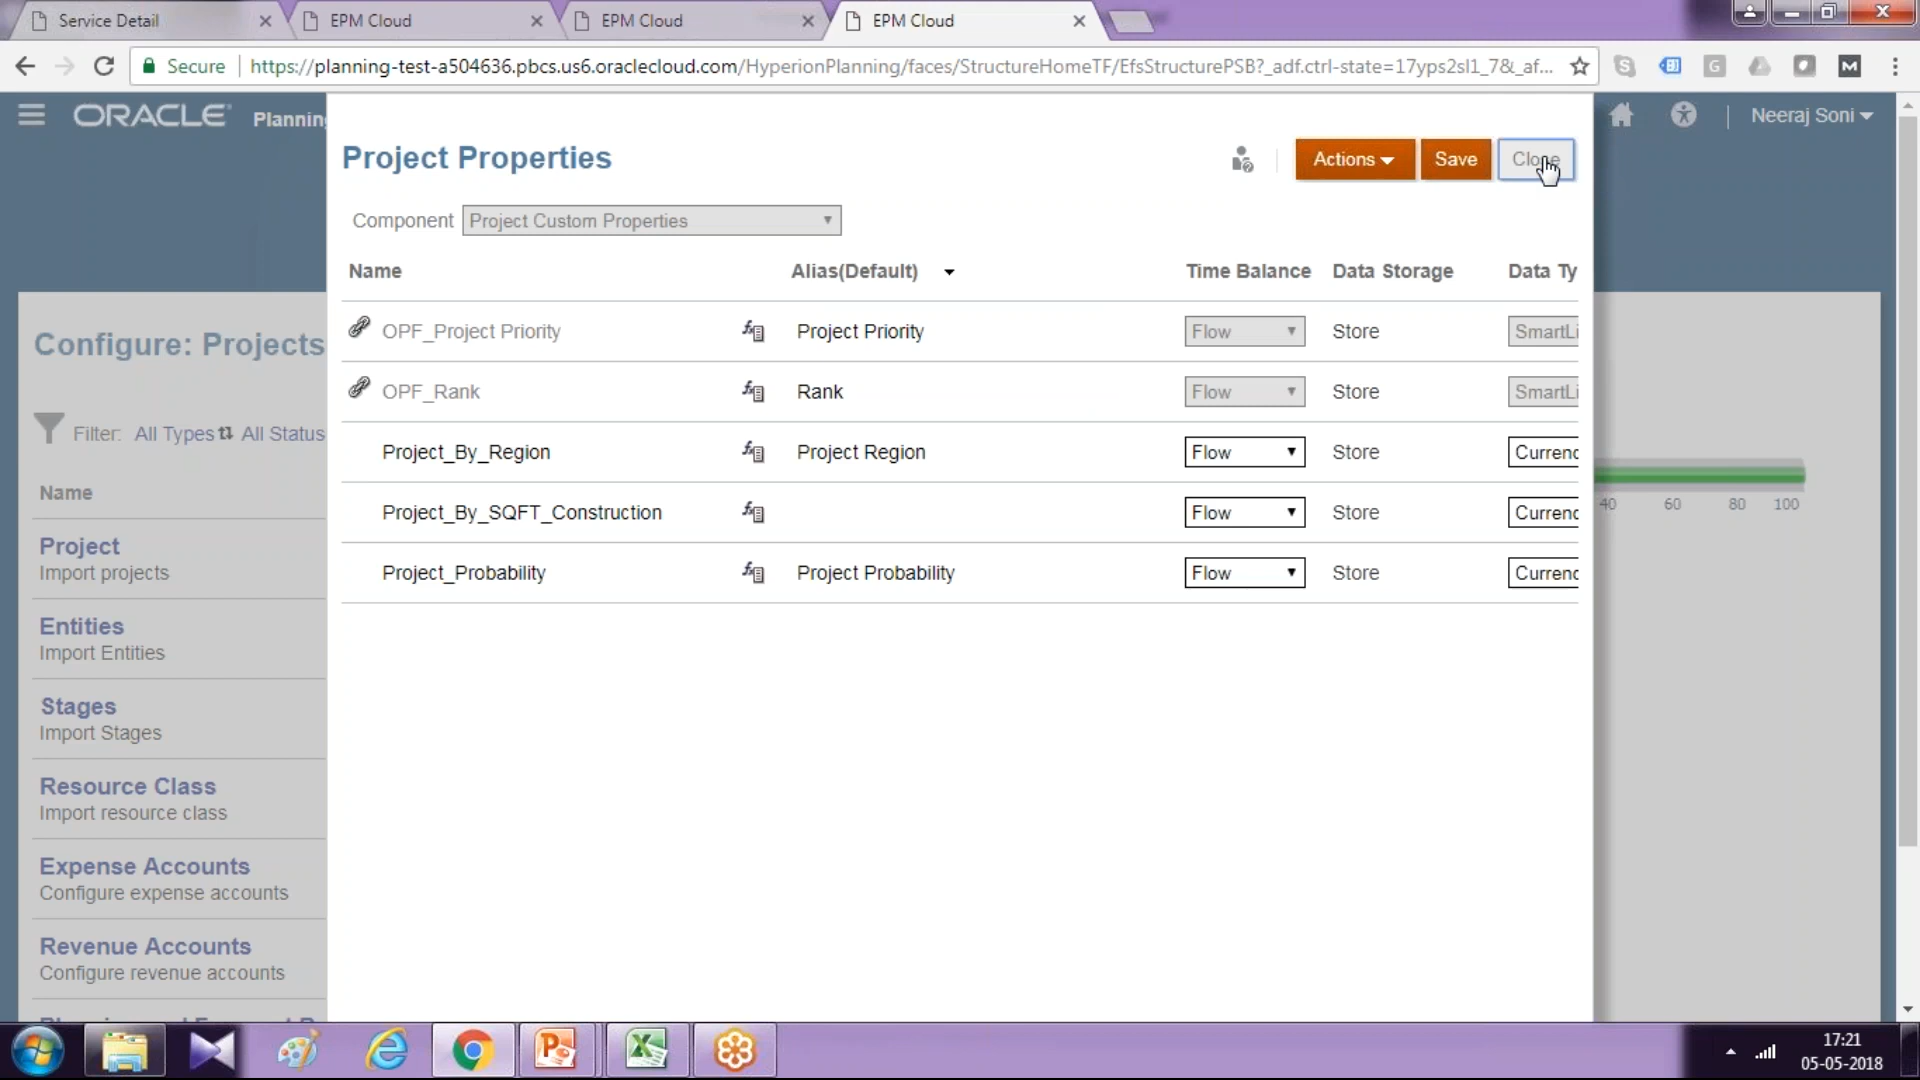 Service Detail
EPM Cloud
EPM Cloud
EPM Cloud
Secure
https://planning-test-a504636.pbcs.us6.oraclecloud.com/HyperionPlanning/faces/StructureHomeTF/EfsStructurePSB?_adf.ctrl-state=17yps2sl1_7&_af...
ORACLE
Planning
Neeraj Soni
Project Properties
Actions
Save
Close
Component
Project Custom Properties
Name Alias(Default) Time Balance Data Storage Data Ty
OPF_Project Priority Project Priority Flow Store SmartLi
OPF_Rank Rank Flow Store SmartLi
Project_By_Region Project Region Flow Store Currenc
Project_By_SQFT_Construction Flow Store Currenc
Project_Probability Project Probability Flow Store Currenc
Configure: Projects
Filter: All Types All Status
Name
Project
Import projects
Entities
Import Entities
Stages
Import Stages
Resource Class
Import resource class
Expense Accounts
Configure expense accounts
Revenue Accounts
Configure revenue accounts
40 60 80 100
17:21
05-05-2018